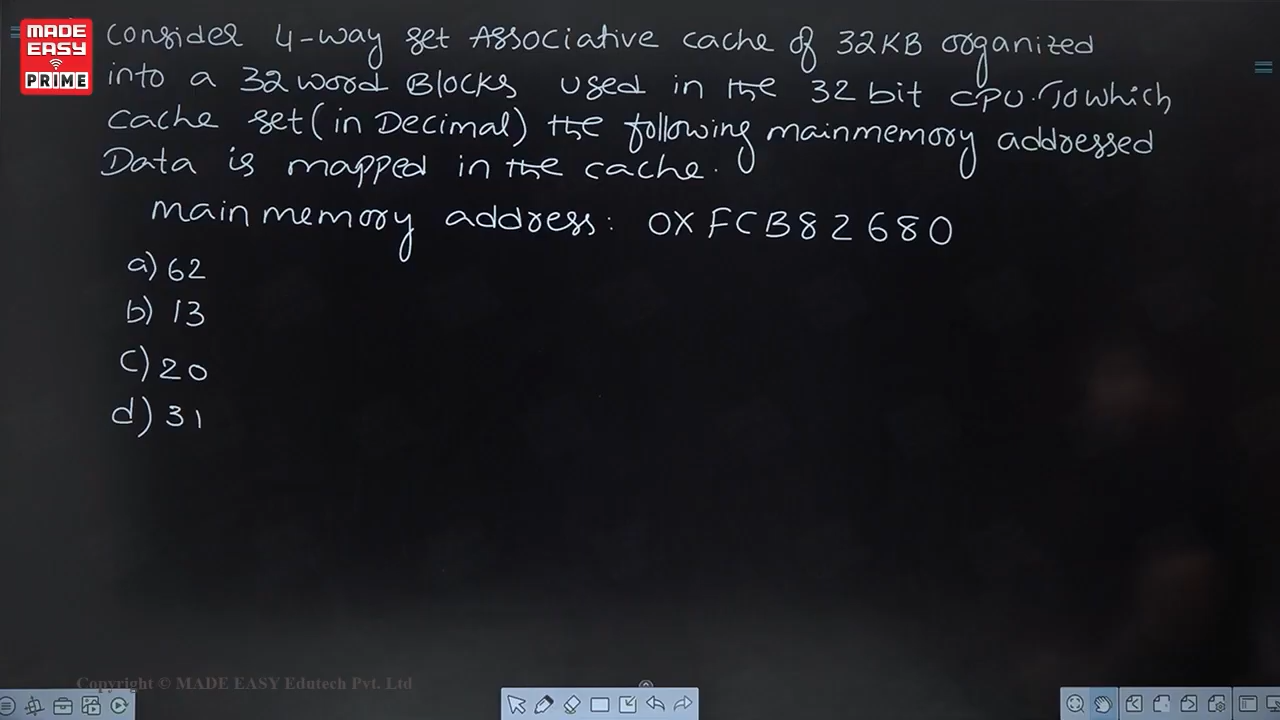 MADE
EASY
PRIME
Consider 4-way set Associative cache of 32KB organized
into a 32 word Blocks used in the 32 bit CPU. To which
cache set (in Decimal) the following mainmemory addressed
Data is mapped in the cache.
main memory address: 0XFCB82680
a) 62
b) 13
c) 20
d) 31
Copyright © MADE EASY Edutech Pvt. Ltd